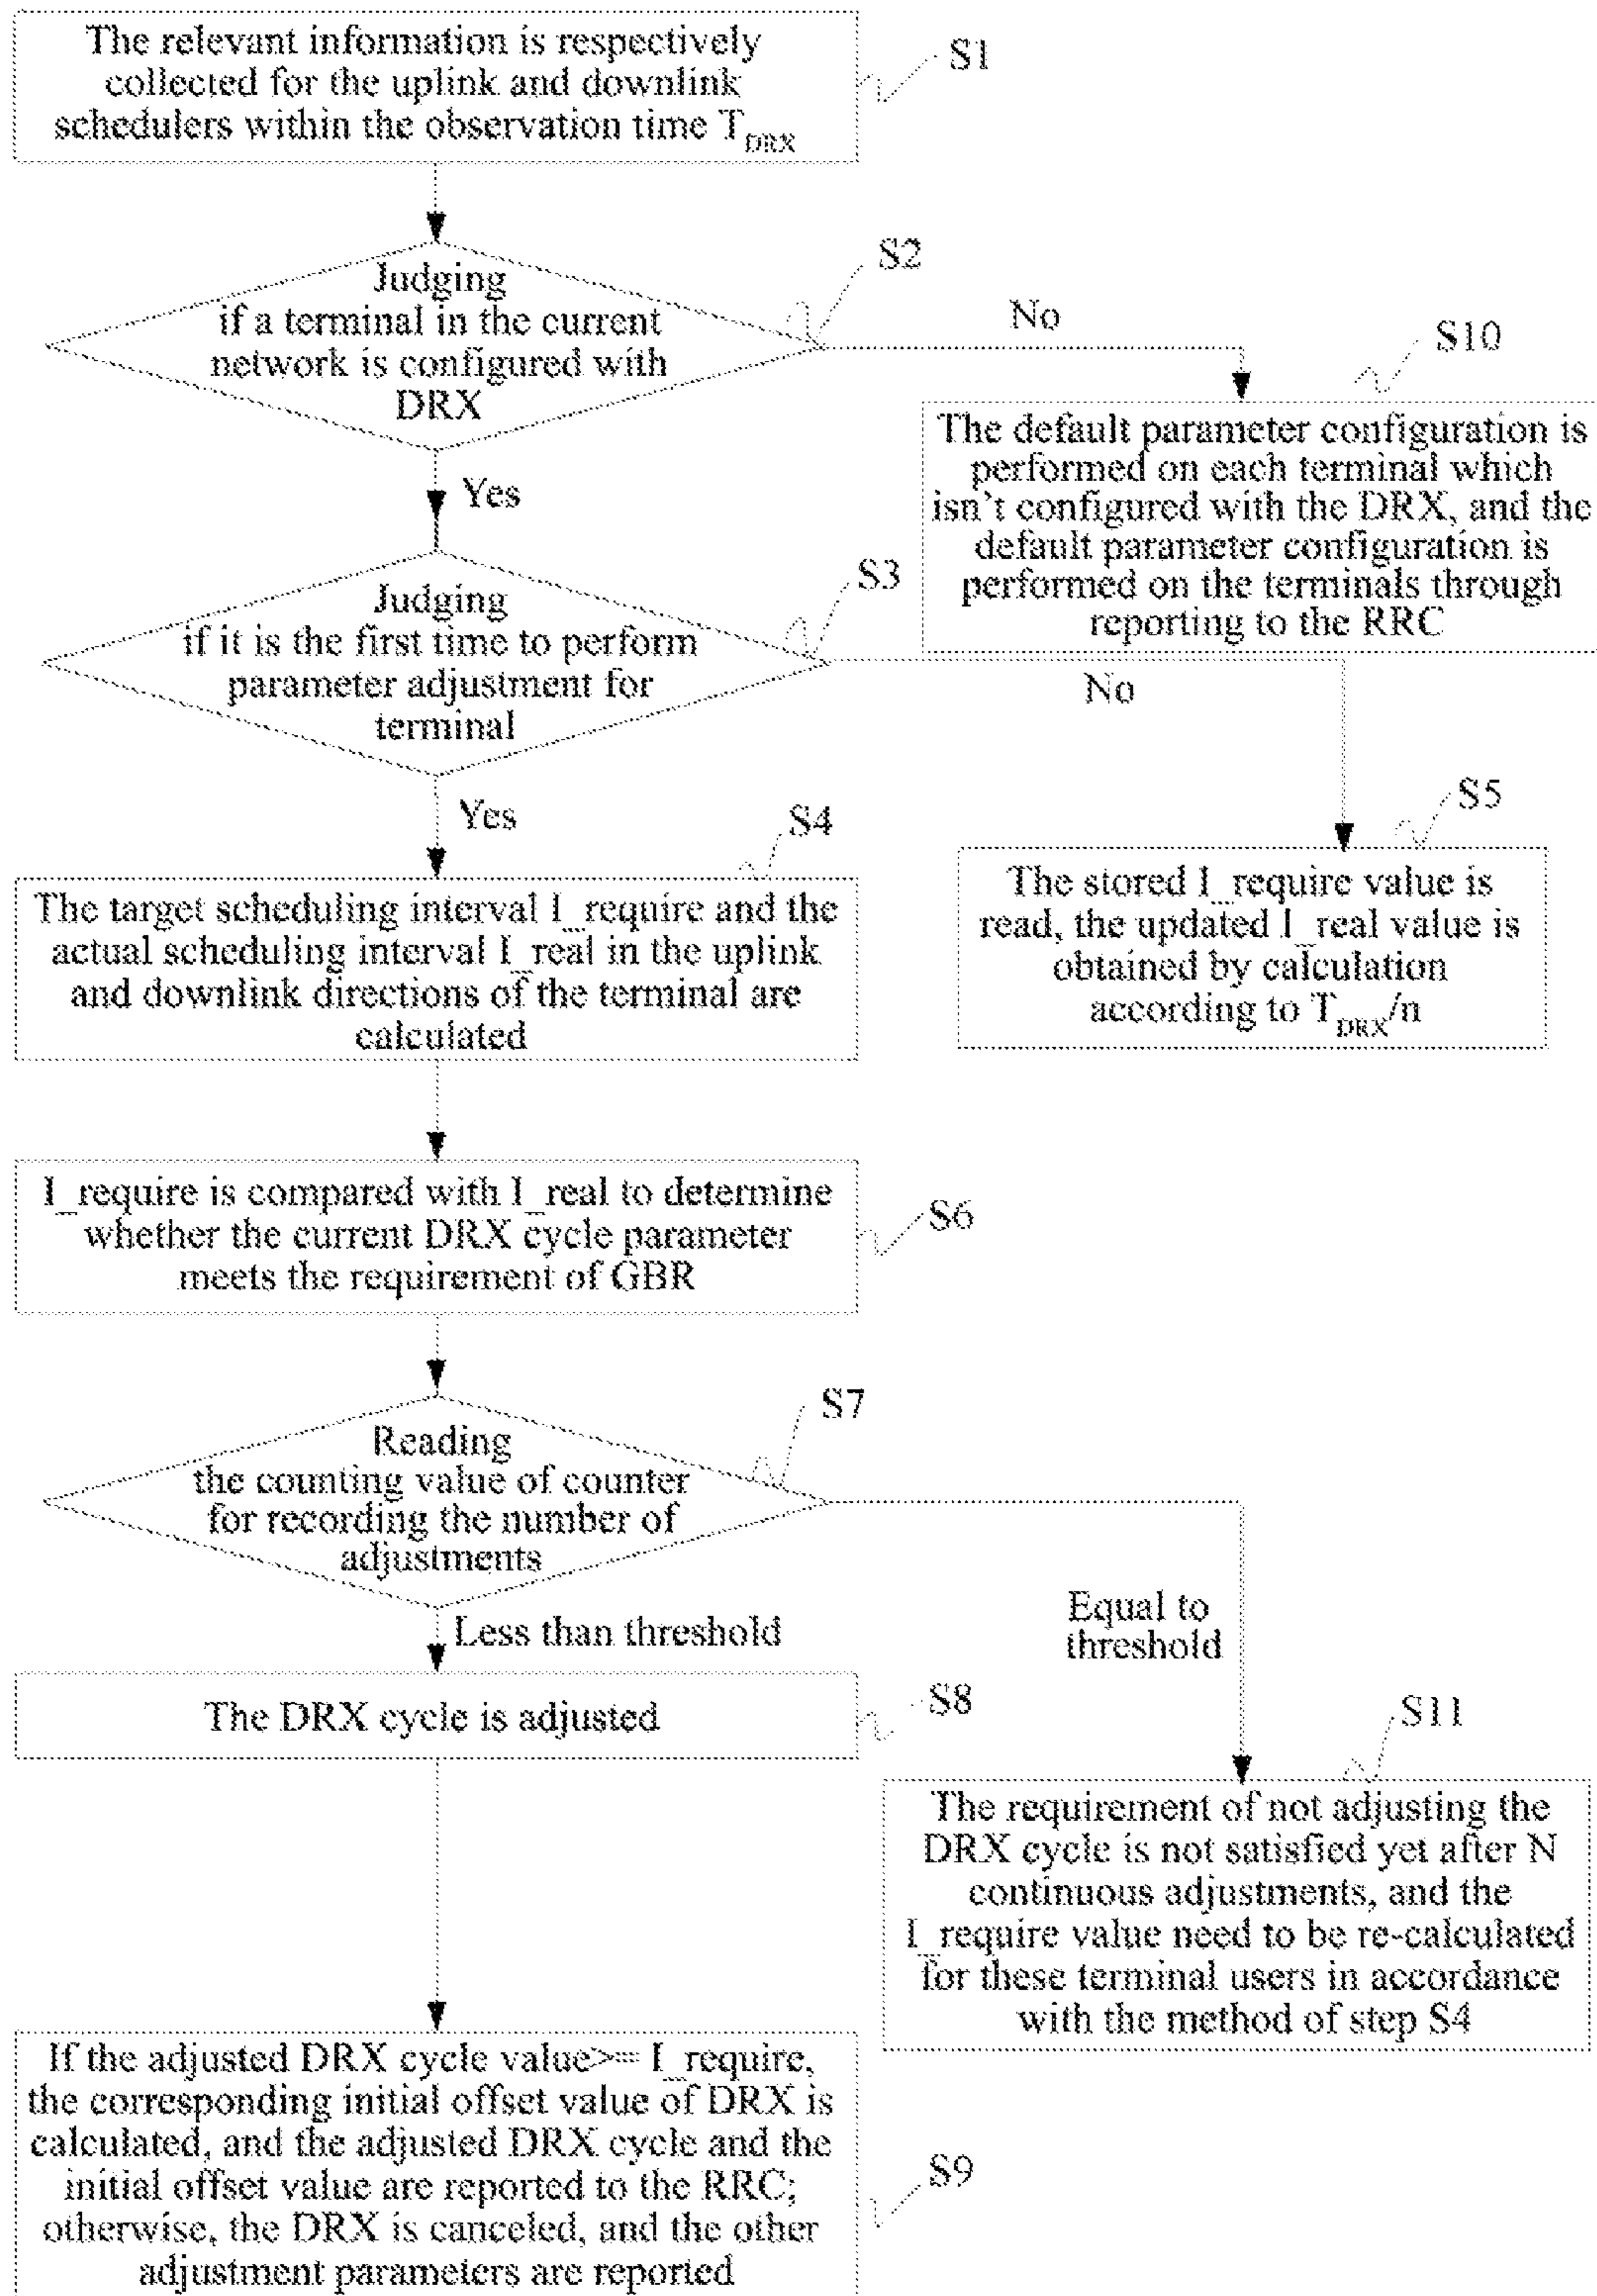 The relevant information is respectively
collected for the uplink and downlink
schedulers within the observation time T_DRX
S1
Judging
if a terminal in the current
network is configured with
DRX
S2
No
S10
The default parameter configuration is
performed on each terminal which
isn't configured with the DRX, and the
default parameter configuration is
performed on the terminals through
reporting to the RRC
Yes
Judging
if it is the first time to perform
parameter adjustment for
terminal
S3
No
Yes
S4
S5
The target scheduling interval I_require and the
actual scheduling interval I_real in the uplink
and downlink directions of the terminal are
calculated
The stored I_require value is
read, the updated I_real value is
obtained by calculation
according to T_DRX/n
I_require is compared with I_real to determine
whether the current DRX cycle parameter
meets the requirement of GBR
S6
Reading
the counting value of counter
for recording the number of
adjustments
S7
Less than threshold
Equal to
threshold
The DRX cycle is adjusted
S8
S11
The requirement of not adjusting the
DRX cycle is not satisfied yet after N
continuous adjustments, and the
I_require value need to be re-calculated
for these terminal users in accordance
with the method of step S4
If the adjusted DRX cycle value>= I_require,
the corresponding initial offset value of DRX is
calculated, and the adjusted DRX cycle and the
initial offset value are reported to the RRC;
otherwise, the DRX is canceled, and the other
adjustment parameters are reported
S9